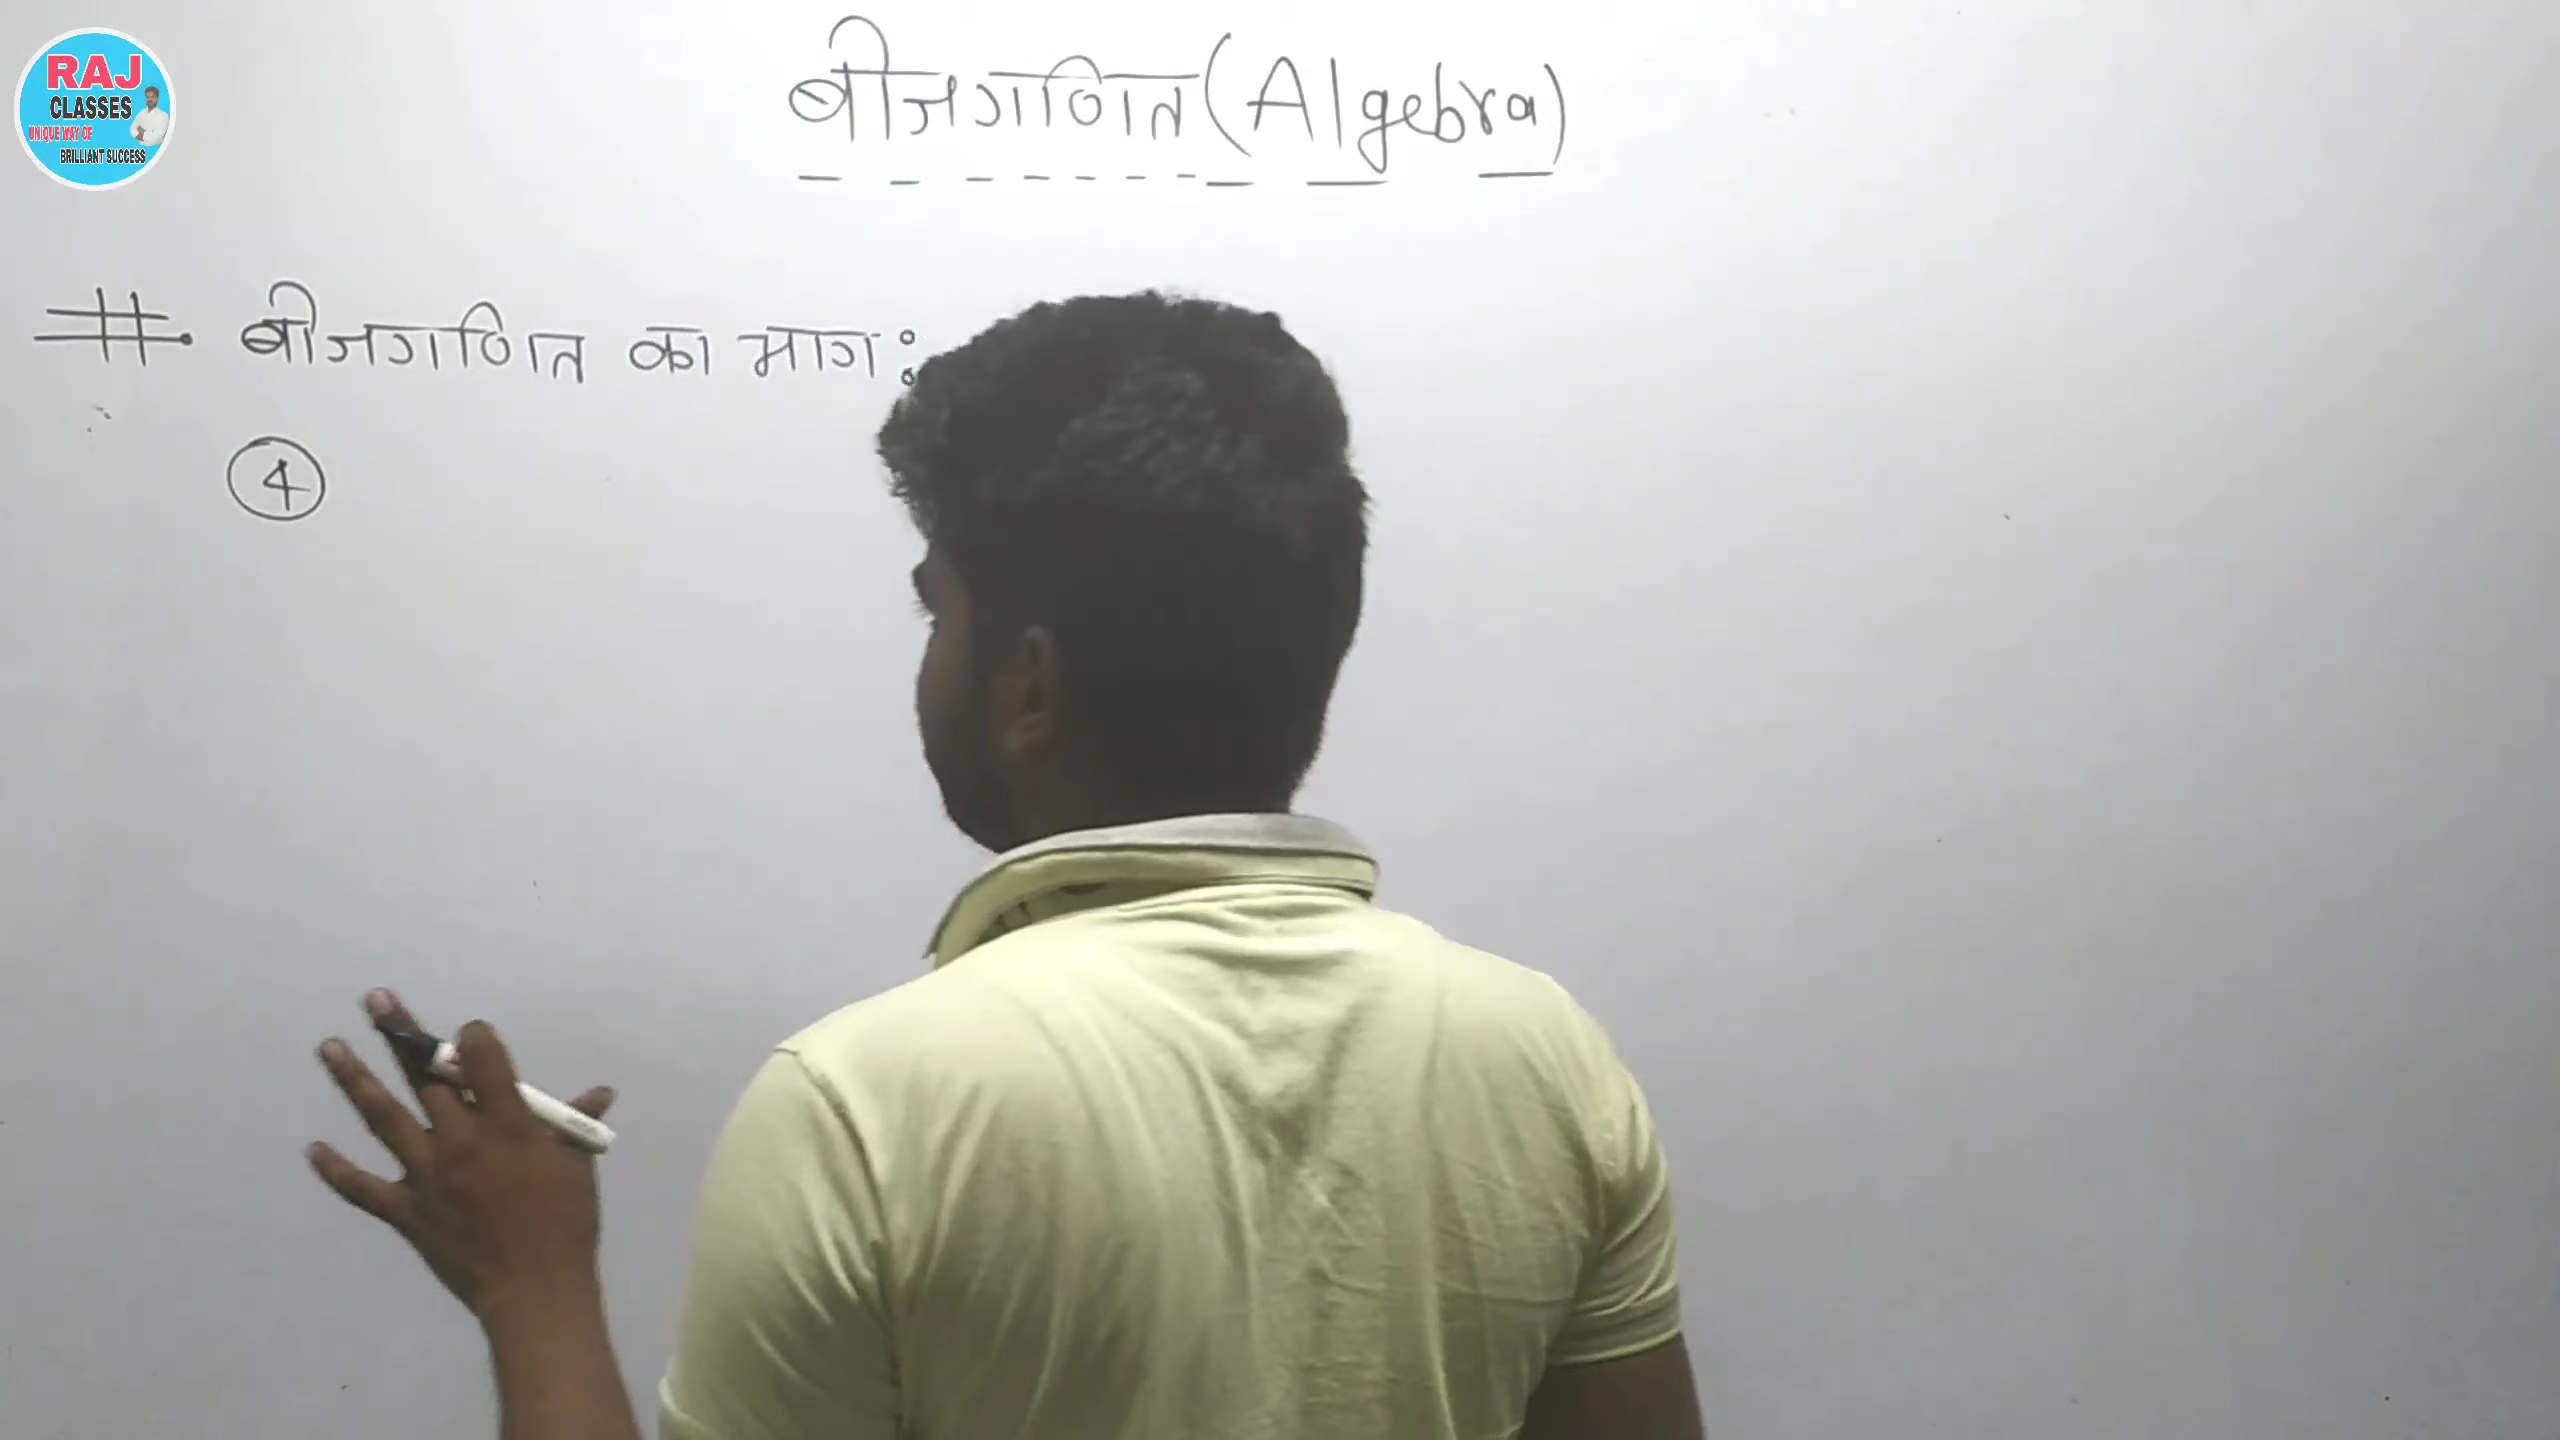 RAJ
CLASSES
UNIQUE WAY OF
BRILLIANT SUCCESS
बीजगणित (Algebra)
# बीजगणित का भाग :
4